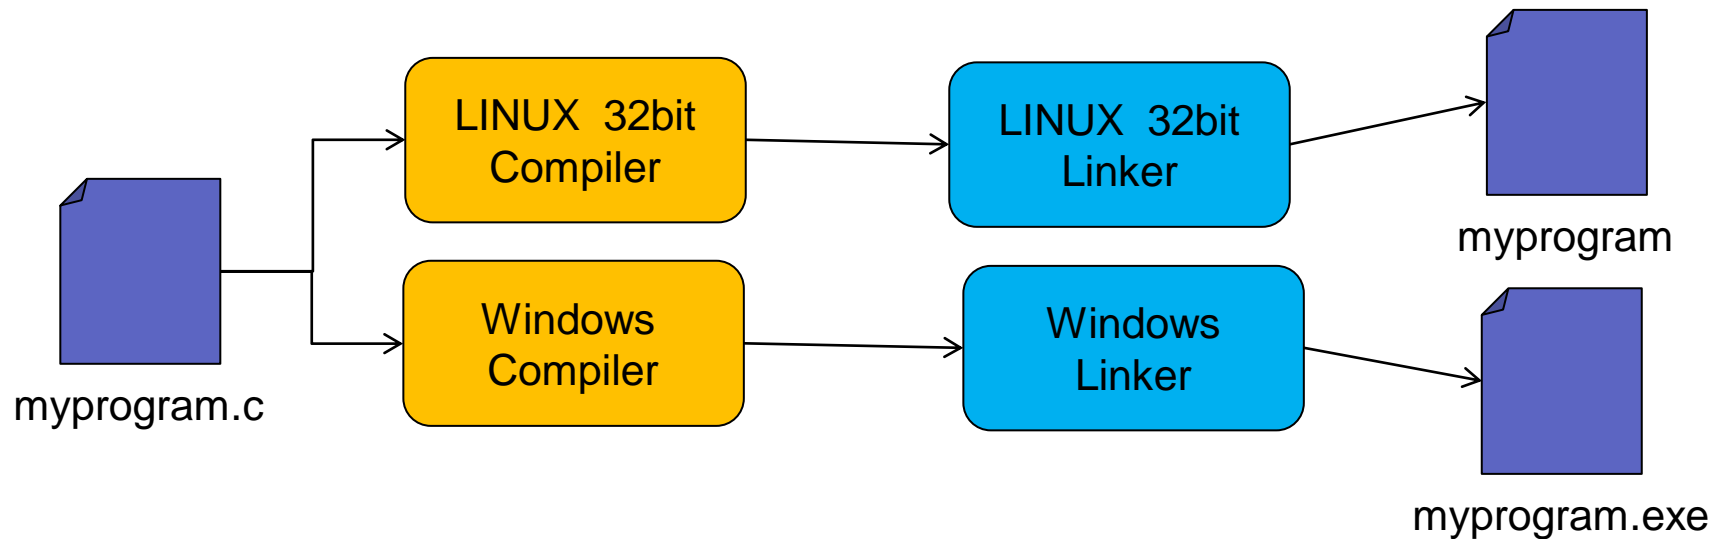 myprogram.c
LINUX 32bit
Compiler
LINUX 32bit
Linker
myprogram
Windows
Compiler
Windows
Linker
myprogram.exe